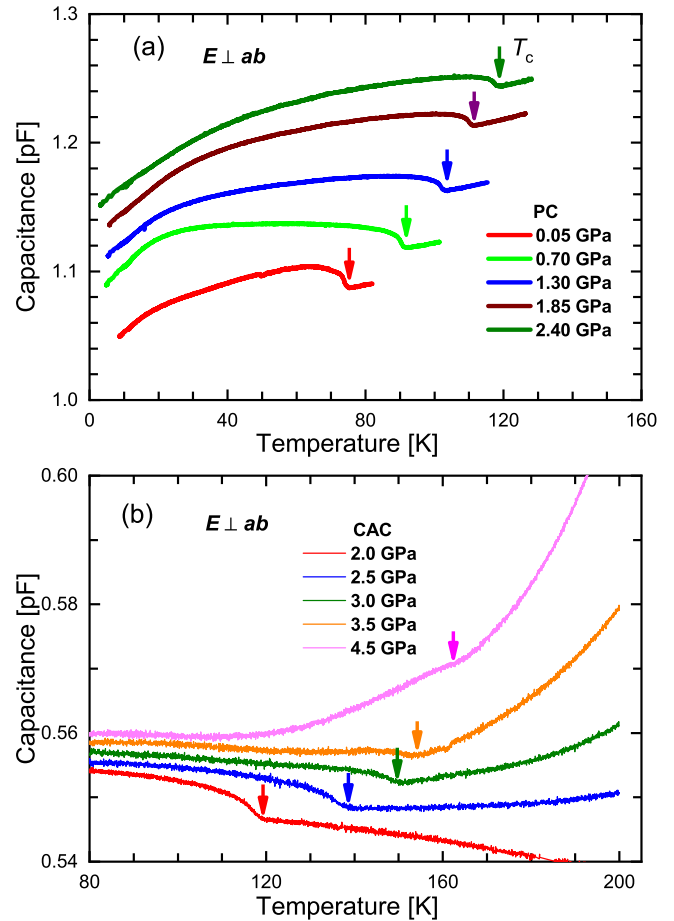 (a)
E ⊥ ab
Tc
1.3
1.2
1.1
1.0
Capacitance [pF]
PC
0.05 GPa
0.70 GPa
1.30 GPa
1.85 GPa
2.40 GPa
0 40 80 120 160
Temperature [K]
(b)
E ⊥ ab
0.60
0.58
0.56
0.54
Capacitance [pF]
CAC
2.0 GPa
2.5 GPa
3.0 GPa
3.5 GPa
4.5 GPa
80 120 160 200
Temperature [K]